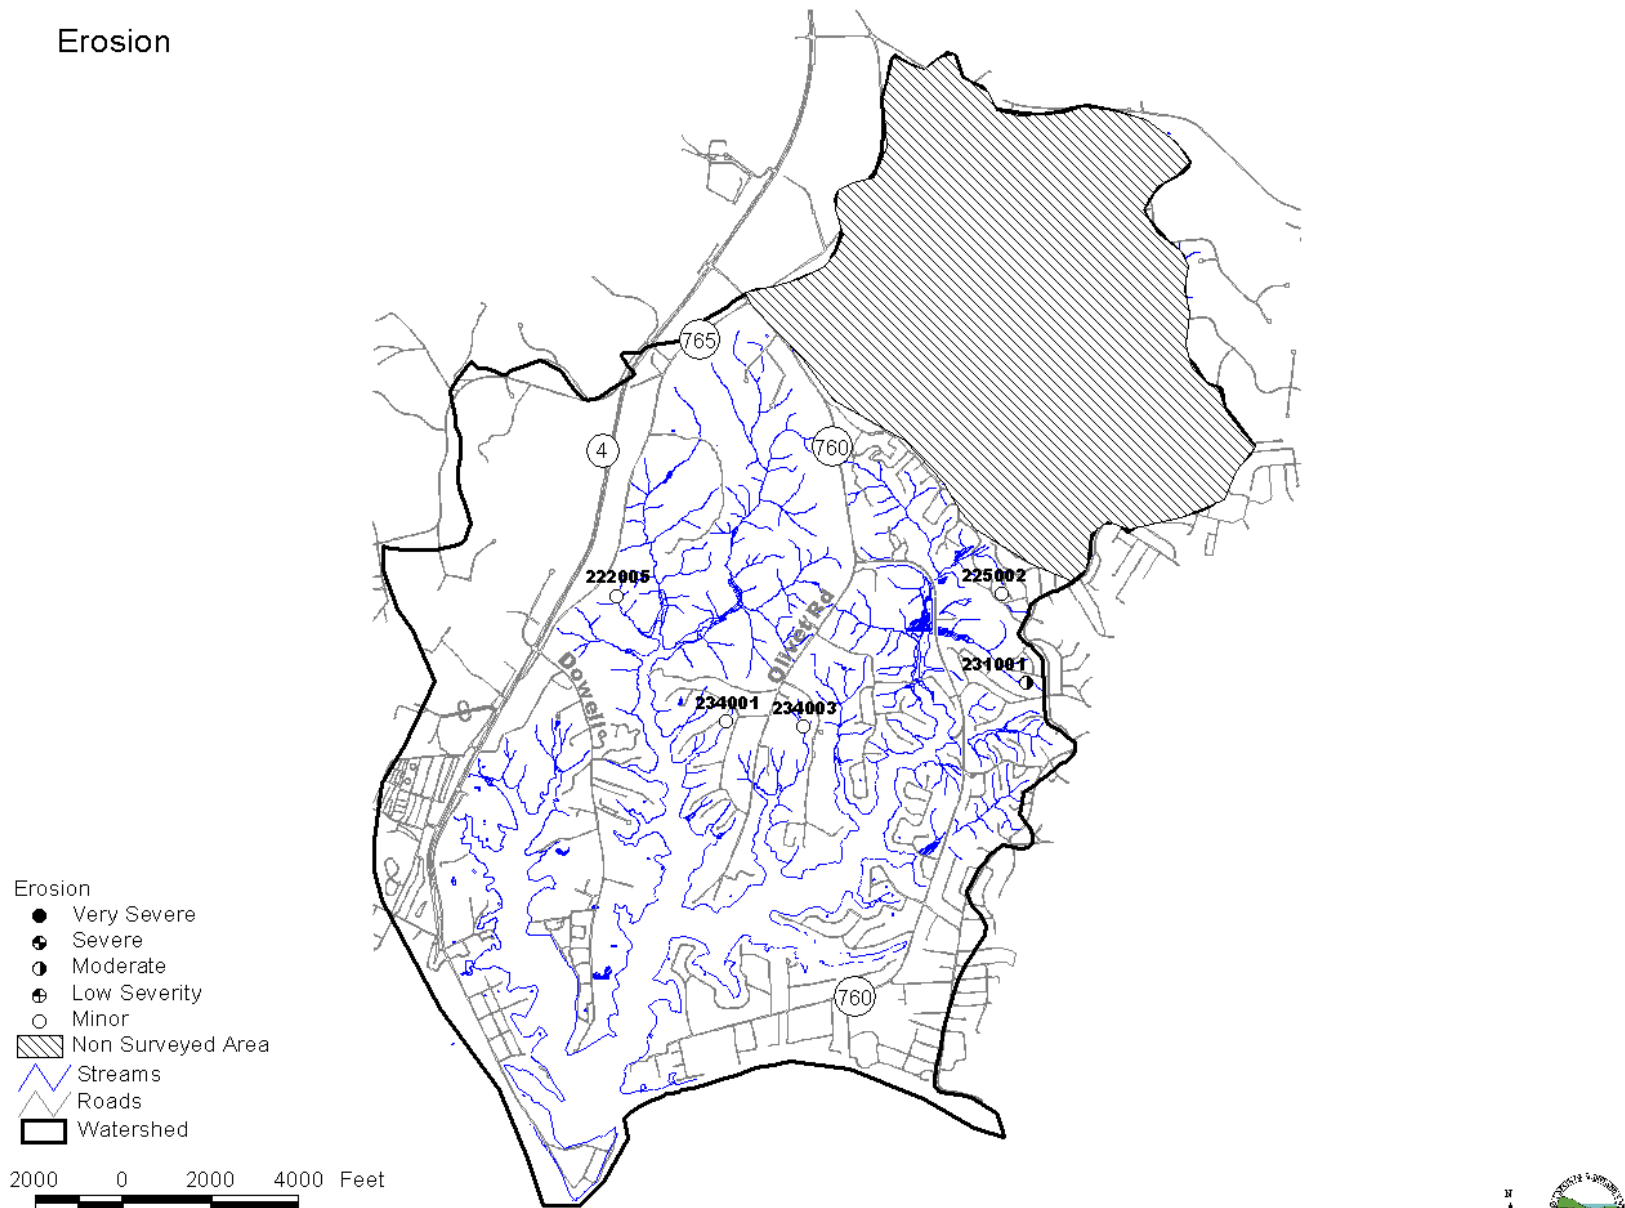 Erosion
765
4
760
222005
225002
Olivet Rd
231001
Dowell
234001
234003
760
Erosion
Very Severe
Severe
Moderate
Low Severity
Minor
Non Surveyed Area
Streams
Roads
Watershed
2000 0 2000 4000 Feet
N